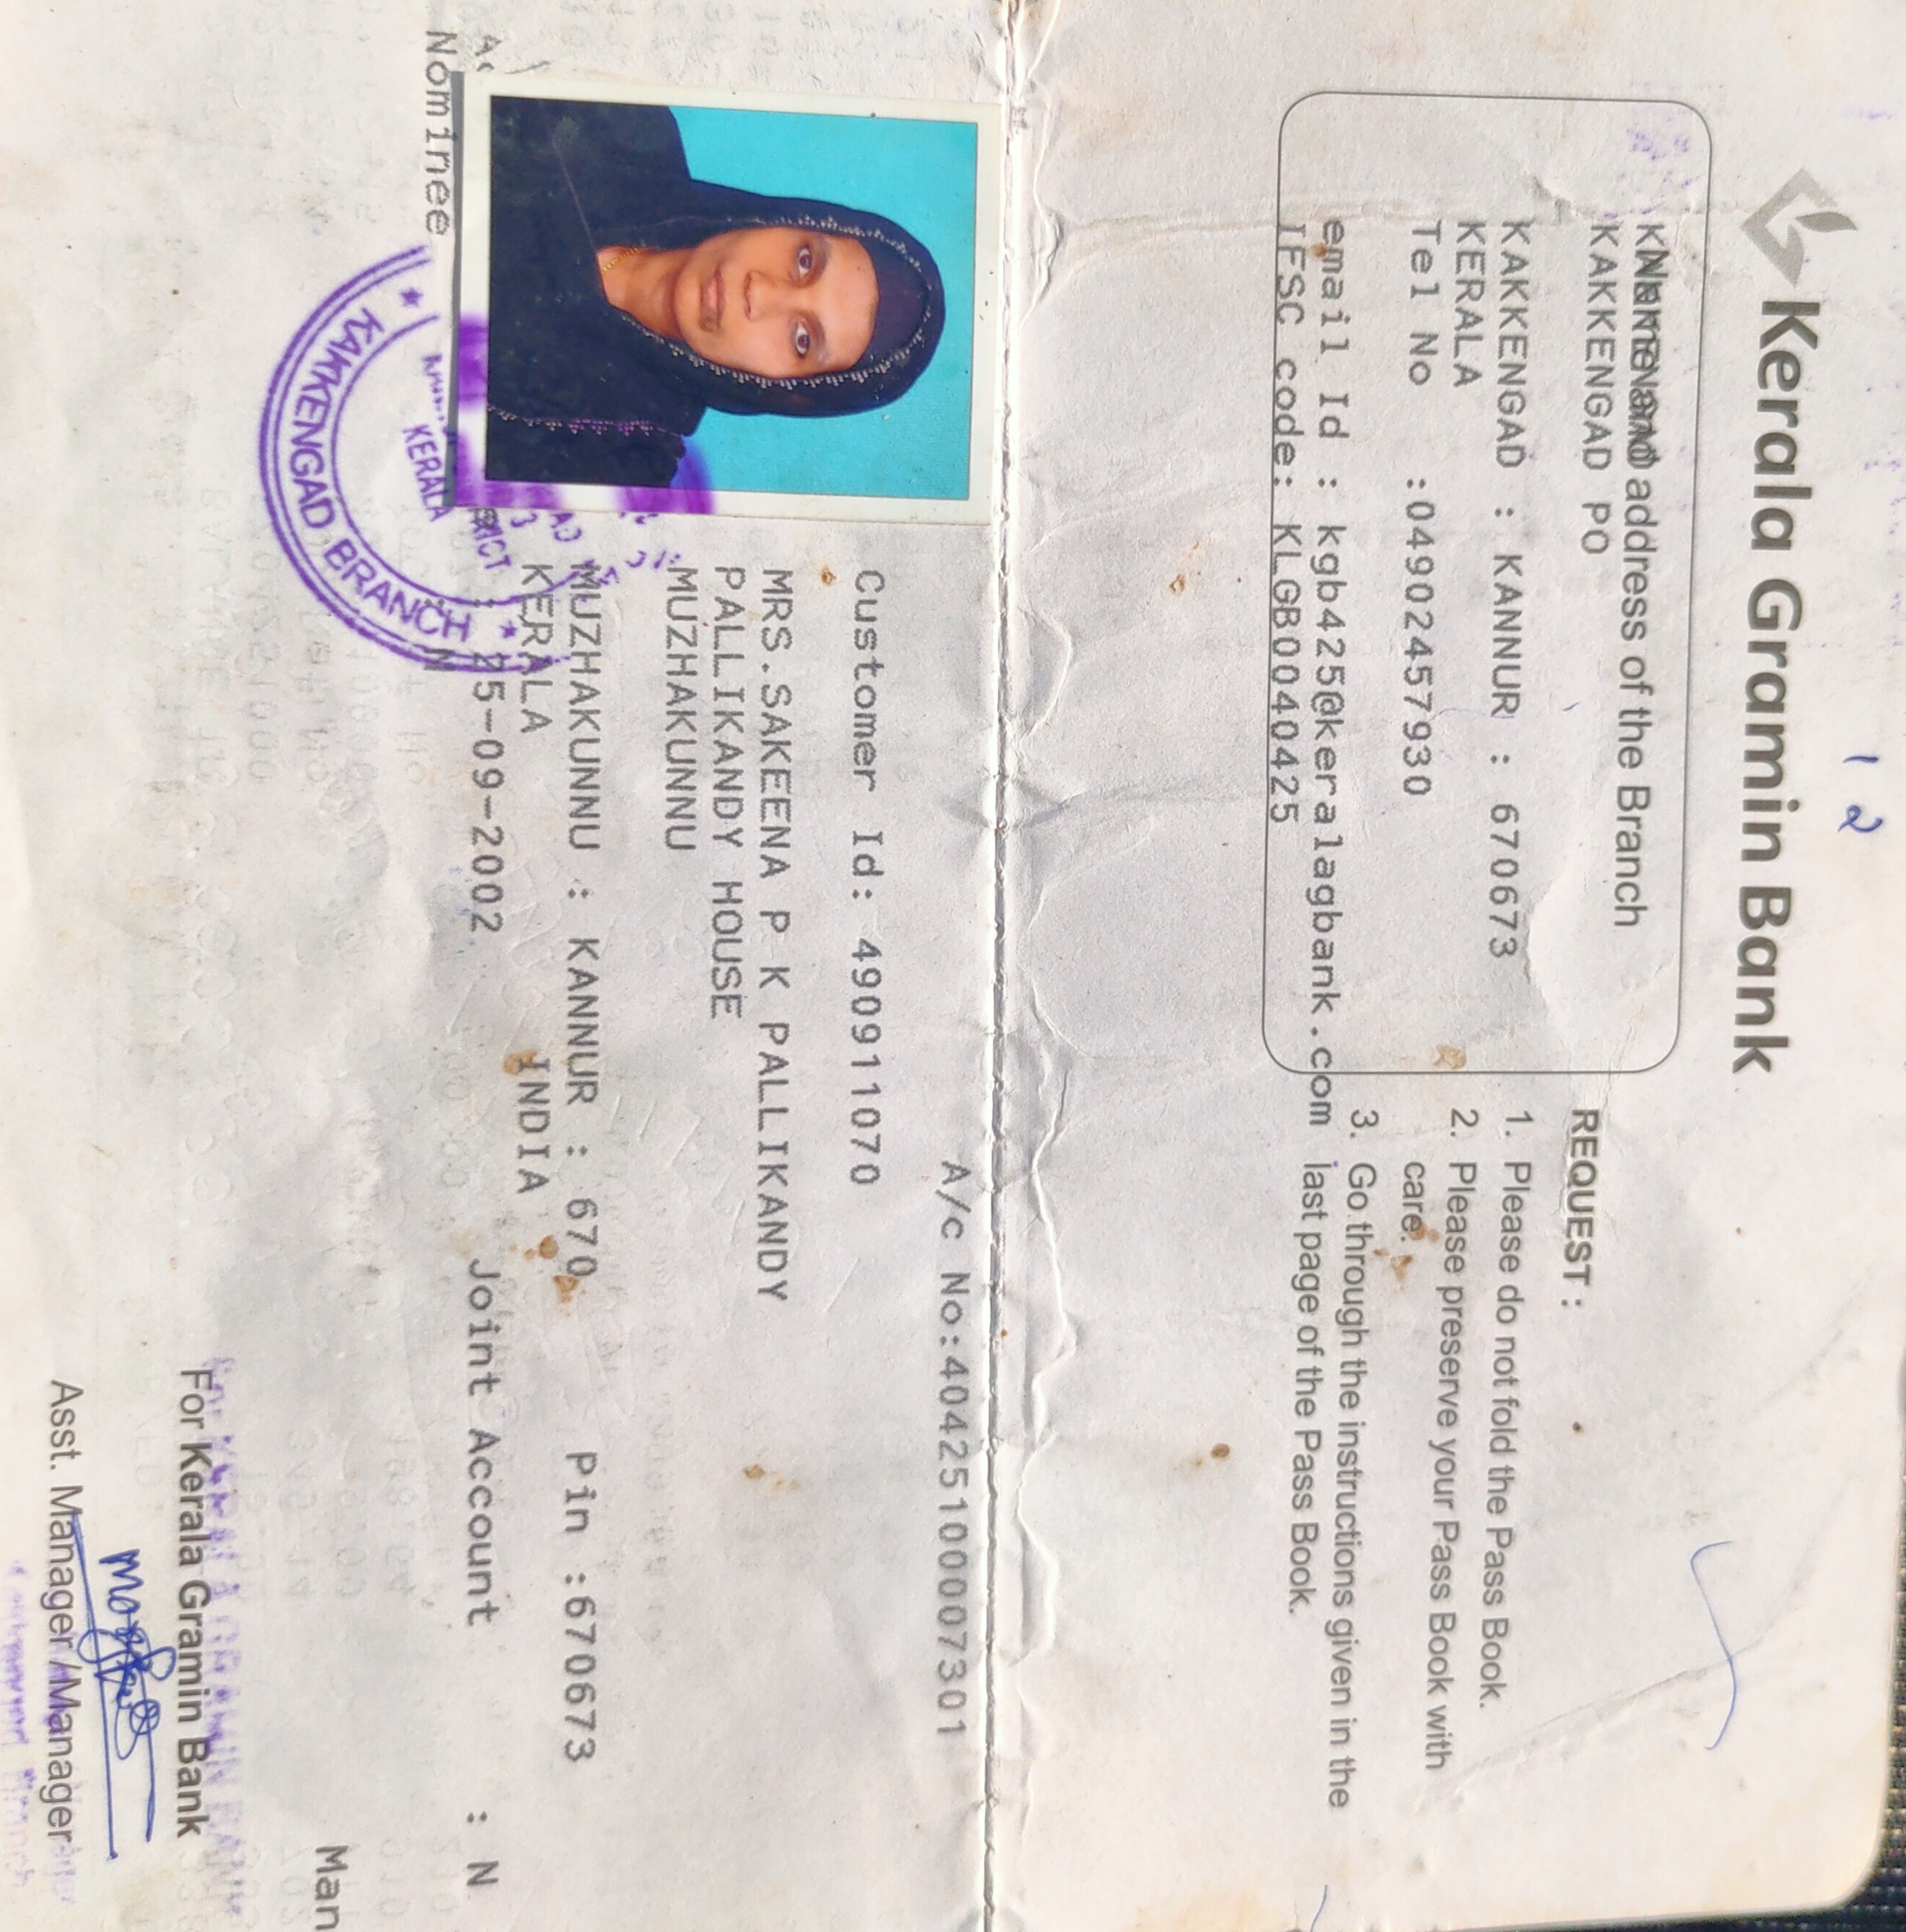 12
Kerala Gramin Bank
Name and address of the Branch
KAKKENGAD PO
KAKKENGAD : KANNUR : 670673
KERALA
Tel No :04902457930
email Id : kgb425@keralagbank.com
IFSC code: KLGB0040425
REQUEST :
1. Please do not fold the Pass Book.
2. Please preserve your Pass Book with
care.
3. Go through the instructions given in the
last page of the Pass Book.
A/c No:40425100007301
Customer Id: 490911070
MRS.SAKEENA P K PALLIKANDY
PALLIKANDY HOUSE
MUZHAKUNNU
MUZHAKUNNU : KANNUR : 670 Pin :670673
KERALA INDIA
: 25-09-2002 Joint Account : N
Nominee : N
KAKKENGAD BRANCH
KERALA
Man
For Kerala Gramin Bank
Asst. Manager /Manager